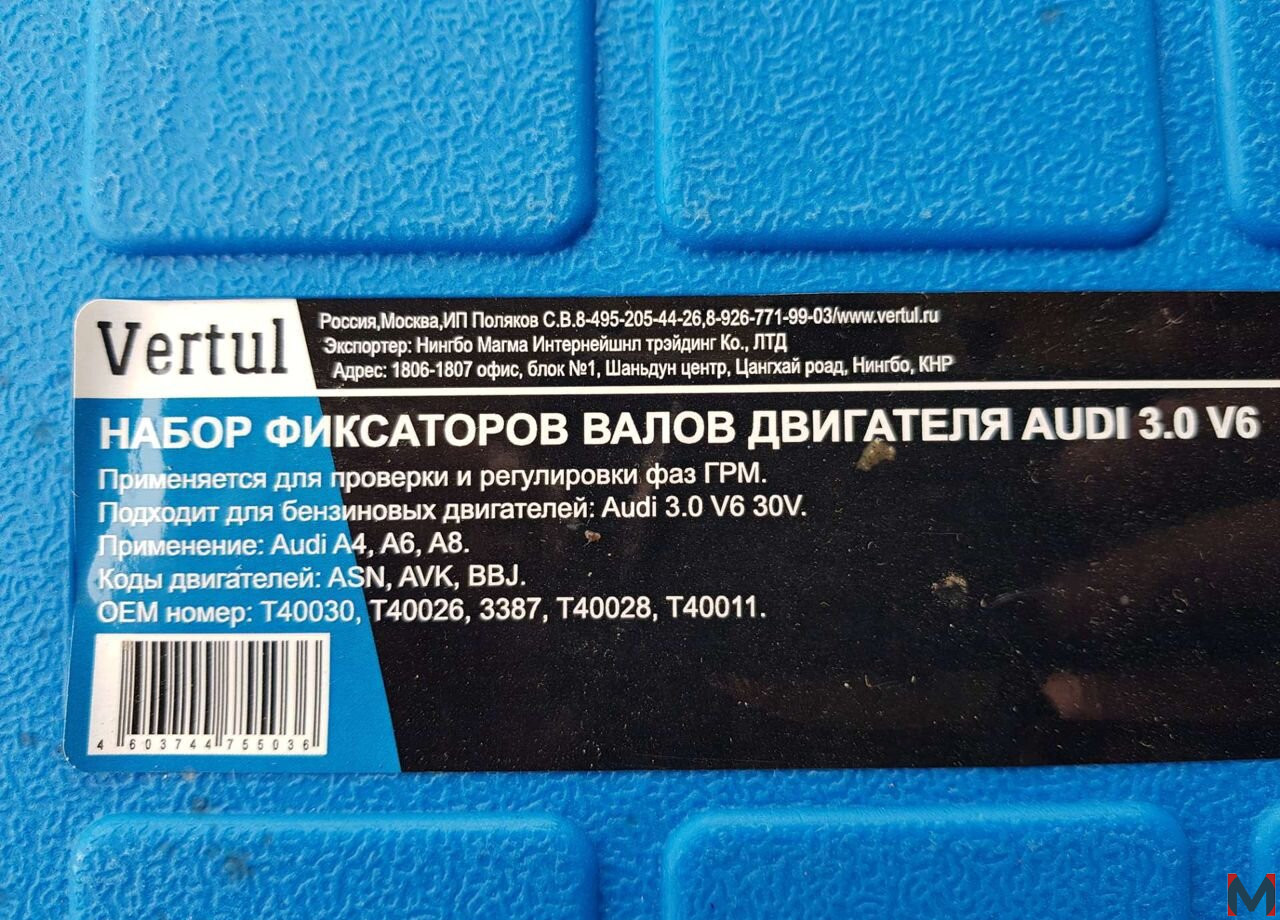 Vertul
Россия,Москва,ИП Поляков С.В.8-495-205-44-26,8-926-771-99-03/www.vertul.ru
Экспортер: Нингбо Магма Интернейшнл трэйдинг Ко., ЛТД
Адрес: 1806-1807 офис, блок №1, Шаньдун центр, Цангхай роад, Нингбо, КНР
НАБОР ФИКСАТОРОВ ВАЛОВ ДВИГАТЕЛЯ AUDI 3.0 V6
Применяется для проверки и регулировки фаз ГРМ.
Подходит для бензиновых двигателей: Audi 3.0 V6 30V.
Применение: Audi A4, A6, A8.
Коды двигателей: ASN, AVK, BBJ.
OEM номер: T40030, T40026, 3387, T40028, T40011.
4 603744 755036
M